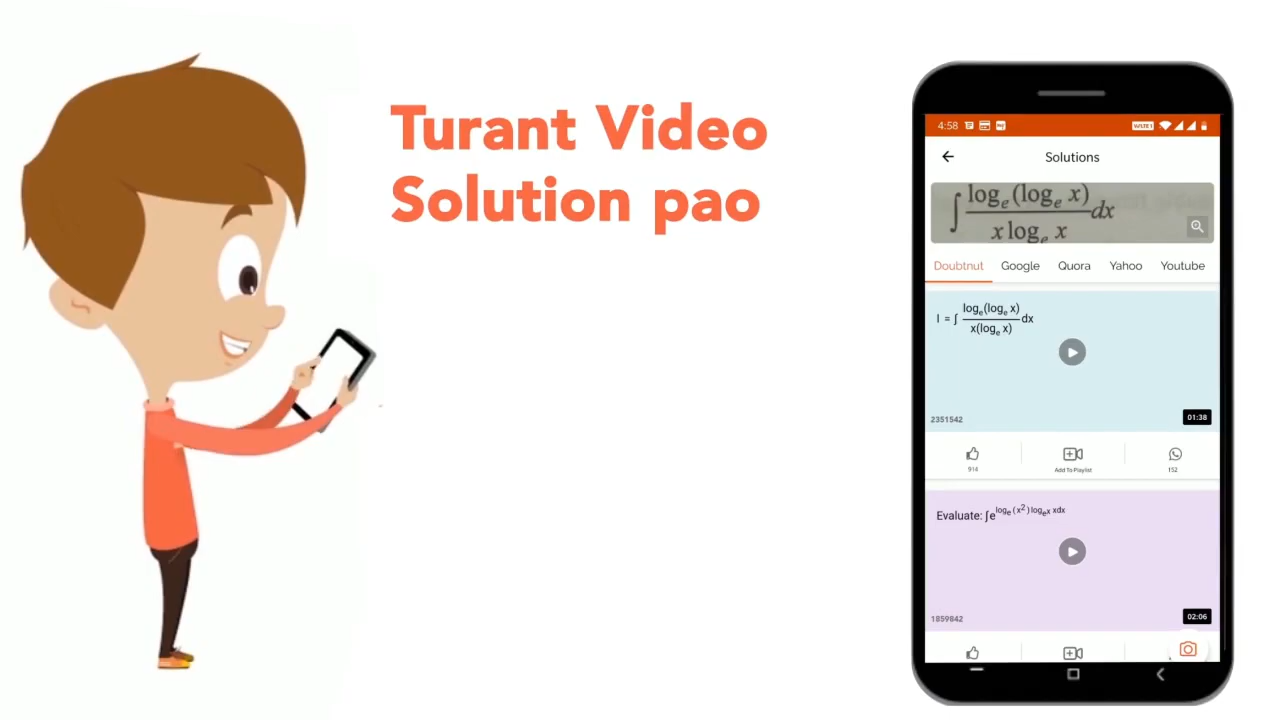 Turant Video
Solution pao
4:58
Solutions
∫ logₑ(logₑ x) / x logₑ x dx
Doubtnut Google Quora Yahoo Youtube
I = ∫ logₑ(logₑ x) / x(logₑ x) dx
2351542 01:38
914 Add To Playlist 152
Evaluate: ∫e^logₑ(x²)logₑx xdx
1859842 02:06